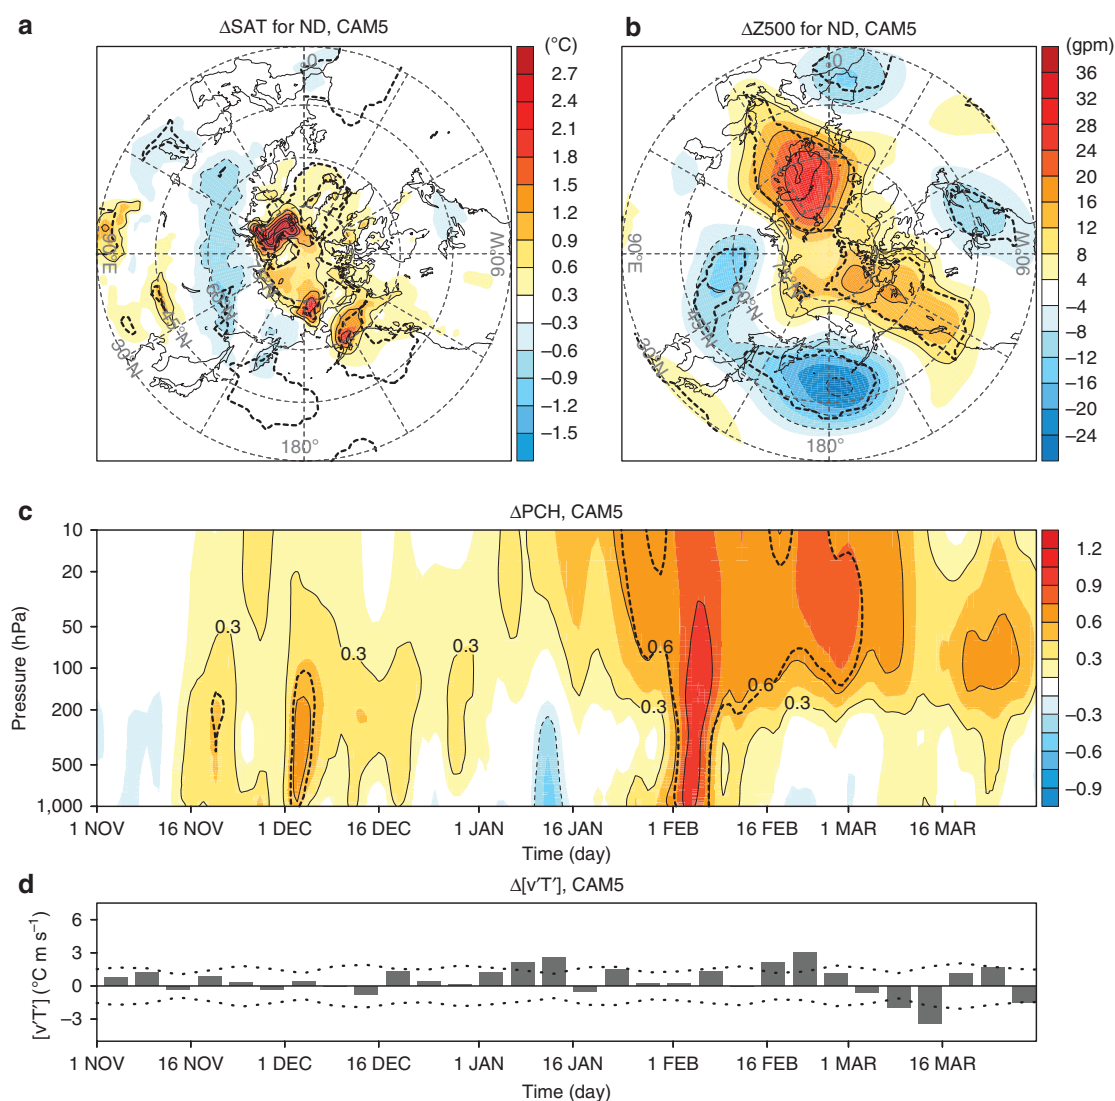 a
ΔSAT for ND, CAM5
(°C)
0
90°E
90°W
60°N
45°N
30°N
180°
2.7
2.4
2.1
1.8
1.5
1.2
0.9
0.6
0.3
−0.3
−0.6
−0.9
−1.2
−1.5
b
ΔZ500 for ND, CAM5
(gpm)
0
90°E
90°W
60°N
45°N
30°N
180°
36
32
28
24
20
16
12
8
4
−4
−8
−12
−16
−20
−24
c
ΔPCH, CAM5
Pressure (hPa)
10
20
50
100
200
500
1,000
0.3
0.3
0.3
0.6
0.3
0.6
0.3
1.2
0.9
0.6
0.3
−0.3
−0.6
−0.9
1 NOV 16 NOV 1 DEC 16 DEC 1 JAN 16 JAN 1 FEB 16 FEB 1 MAR 16 MAR
Time (day)
d
Δ[v′T′], CAM5
[v′T′] (°C m s⁻¹)
6
3
0
−3
1 NOV 16 NOV 1 DEC 16 DEC 1 JAN 16 JAN 1 FEB 16 FEB 1 MAR 16 MAR
Time (day)